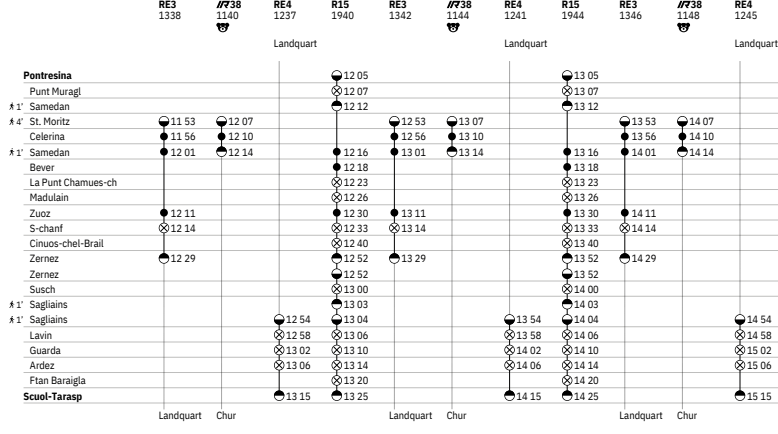 RE3 R38 RE4 R15 RE3 R38 RE4 R15 RE3 R38 RE4
1338 1140 1237 1940 1342 1144 1241 1944 1346 1148 1245
Landquart Landquart Landquart
Pontresina 12 05 13 05
Punt Muragl 12 07 13 07
1' Samedan 12 12 13 12
4' St. Moritz 11 53 12 07 12 53 13 07 13 53 14 07
Celerina 11 56 12 10 12 56 13 10 13 56 14 10
1' Samedan 12 01 12 14 12 16 13 01 13 14 13 16 14 01 14 14
Bever 12 18 13 18
La Punt Chamues-ch 12 23 13 23
Madulain 12 26 13 26
Zuoz 12 11 12 30 13 11 13 30 14 11
S-chanf 12 14 12 33 13 14 13 33 14 14
Cinuos-chel-Brail 12 40 13 40
Zernez 12 29 12 52 13 29 13 52 14 29
Zernez 12 52 13 52
Susch 13 00 14 00
1' Sagliains 13 03 14 03
1' Sagliains 12 54 13 04 13 54 14 04 14 54
Lavin 12 58 13 06 13 58 14 06 14 58
Guarda 13 02 13 10 14 02 14 10 15 02
Ardez 13 06 13 14 14 06 14 14 15 06
Ftan Baraigla 13 20 14 20
Scuol-Tarasp 13 15 13 25 14 15 14 25 15 15
Landquart Chur Landquart Chur Landquart Chur